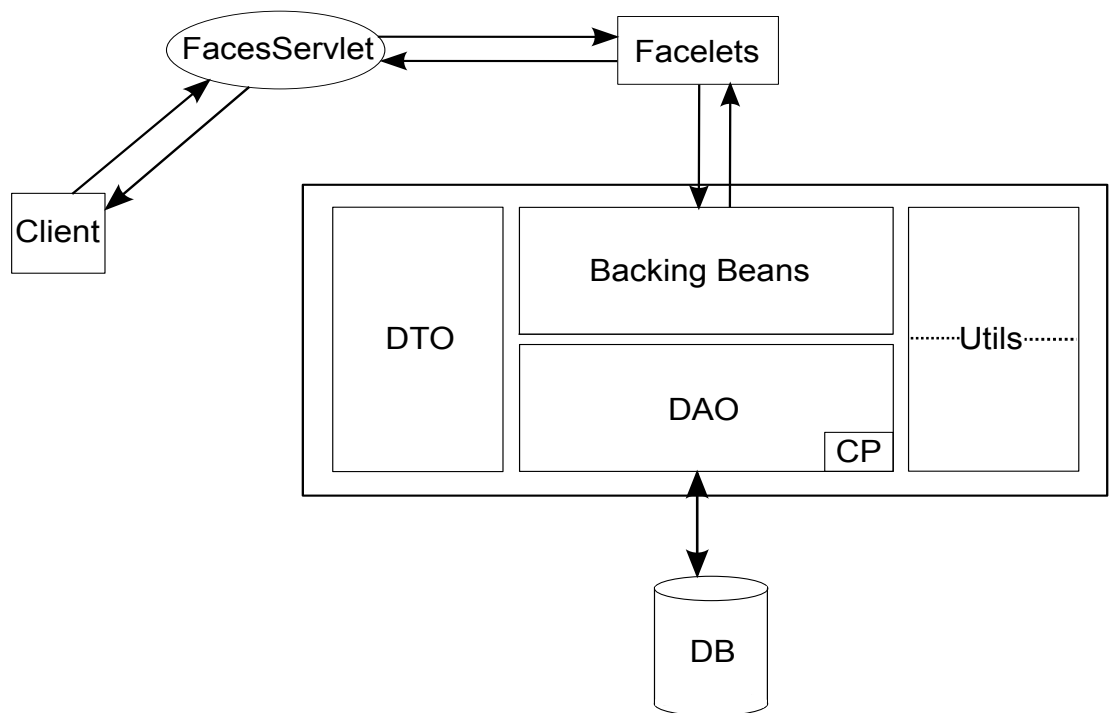 FacesServlet
Facelets
Client
Backing Beans
DTO
Utils
DAO
CP
DB